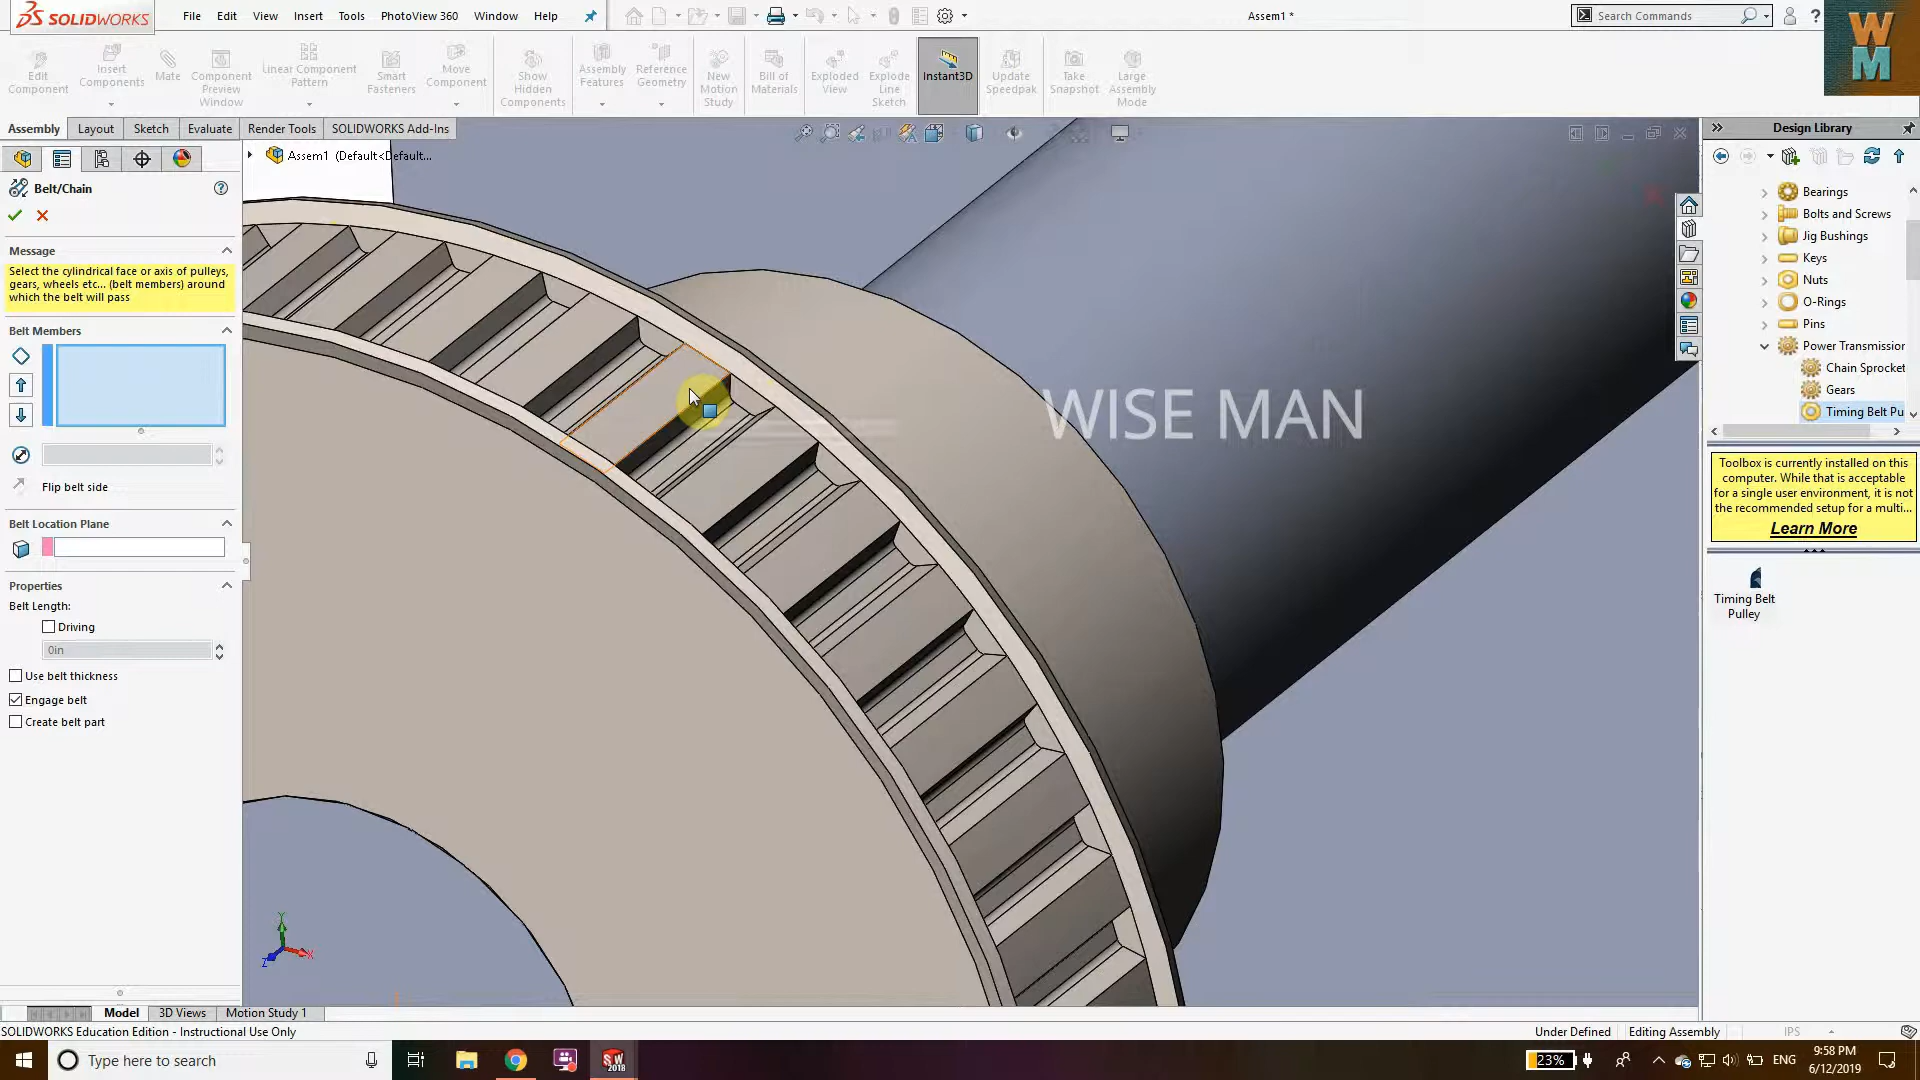 SOLIDWORKS
File
Edit
View
Insert
Tools
PhotoView 360
Window
Help
Assem1 *
Search Commands
?
WM
Edit
Component
Insert
Components
Mate
Component
Preview
Window
Linear Component
Pattern
Smart
Fasteners
Move
Component
Show
Hidden
Components
Assembly
Features
Reference
Geometry
New
Motion
Study
Bill of
Materials
Exploded
View
Explode
Line
Sketch
Instant3D
Update
Speedpak
Take
Snapshot
Large
Assembly
Mode
Assembly
Layout
Sketch
Evaluate
Render Tools
SOLIDWORKS Add-Ins
Assem1 (Default<Default...
Belt/Chain
?
Message
Select the cylindrical face or axis of pulleys,
gears, wheels etc... (belt members) around
which the belt will pass
Belt Members
Flip belt side
Belt Location Plane
Properties
Belt Length:
Driving
0in
Use belt thickness
Engage belt
Create belt part
WISE MAN
Y
X
Z
Design Library
Bearings
Bolts and Screws
Jig Bushings
Keys
Nuts
O-Rings
Pins
Power Transmission
Chain Sprocket
Gears
Timing Belt Pu
Toolbox is currently installed on this
computer. While that is acceptable
for a single user environment, it is not
the recommended setup for a multi...
Learn More
Timing Belt
Pulley
Model
3D Views
Motion Study 1
SOLIDWORKS Education Edition - Instructional Use Only
Under Defined
Editing Assembly
IPS
Type here to search
SW
2018
23%
ENG
9:58 PM
6/12/2019